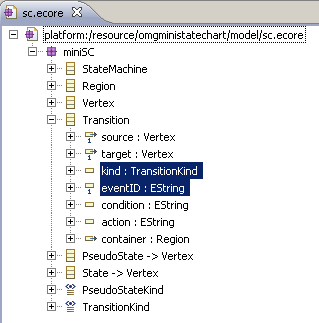 sc.ecore
platform:/resource/omgministatechart/model/sc.ecore
miniSC
StateMachine
Region
Vertex
Transition
source : Vertex
target : Vertex
kind : TransitionKind
eventID : EString
condition : EString
action : EString
container : Region
PseudoState -> Vertex
State -> Vertex
PseudoStateKind
TransitionKind